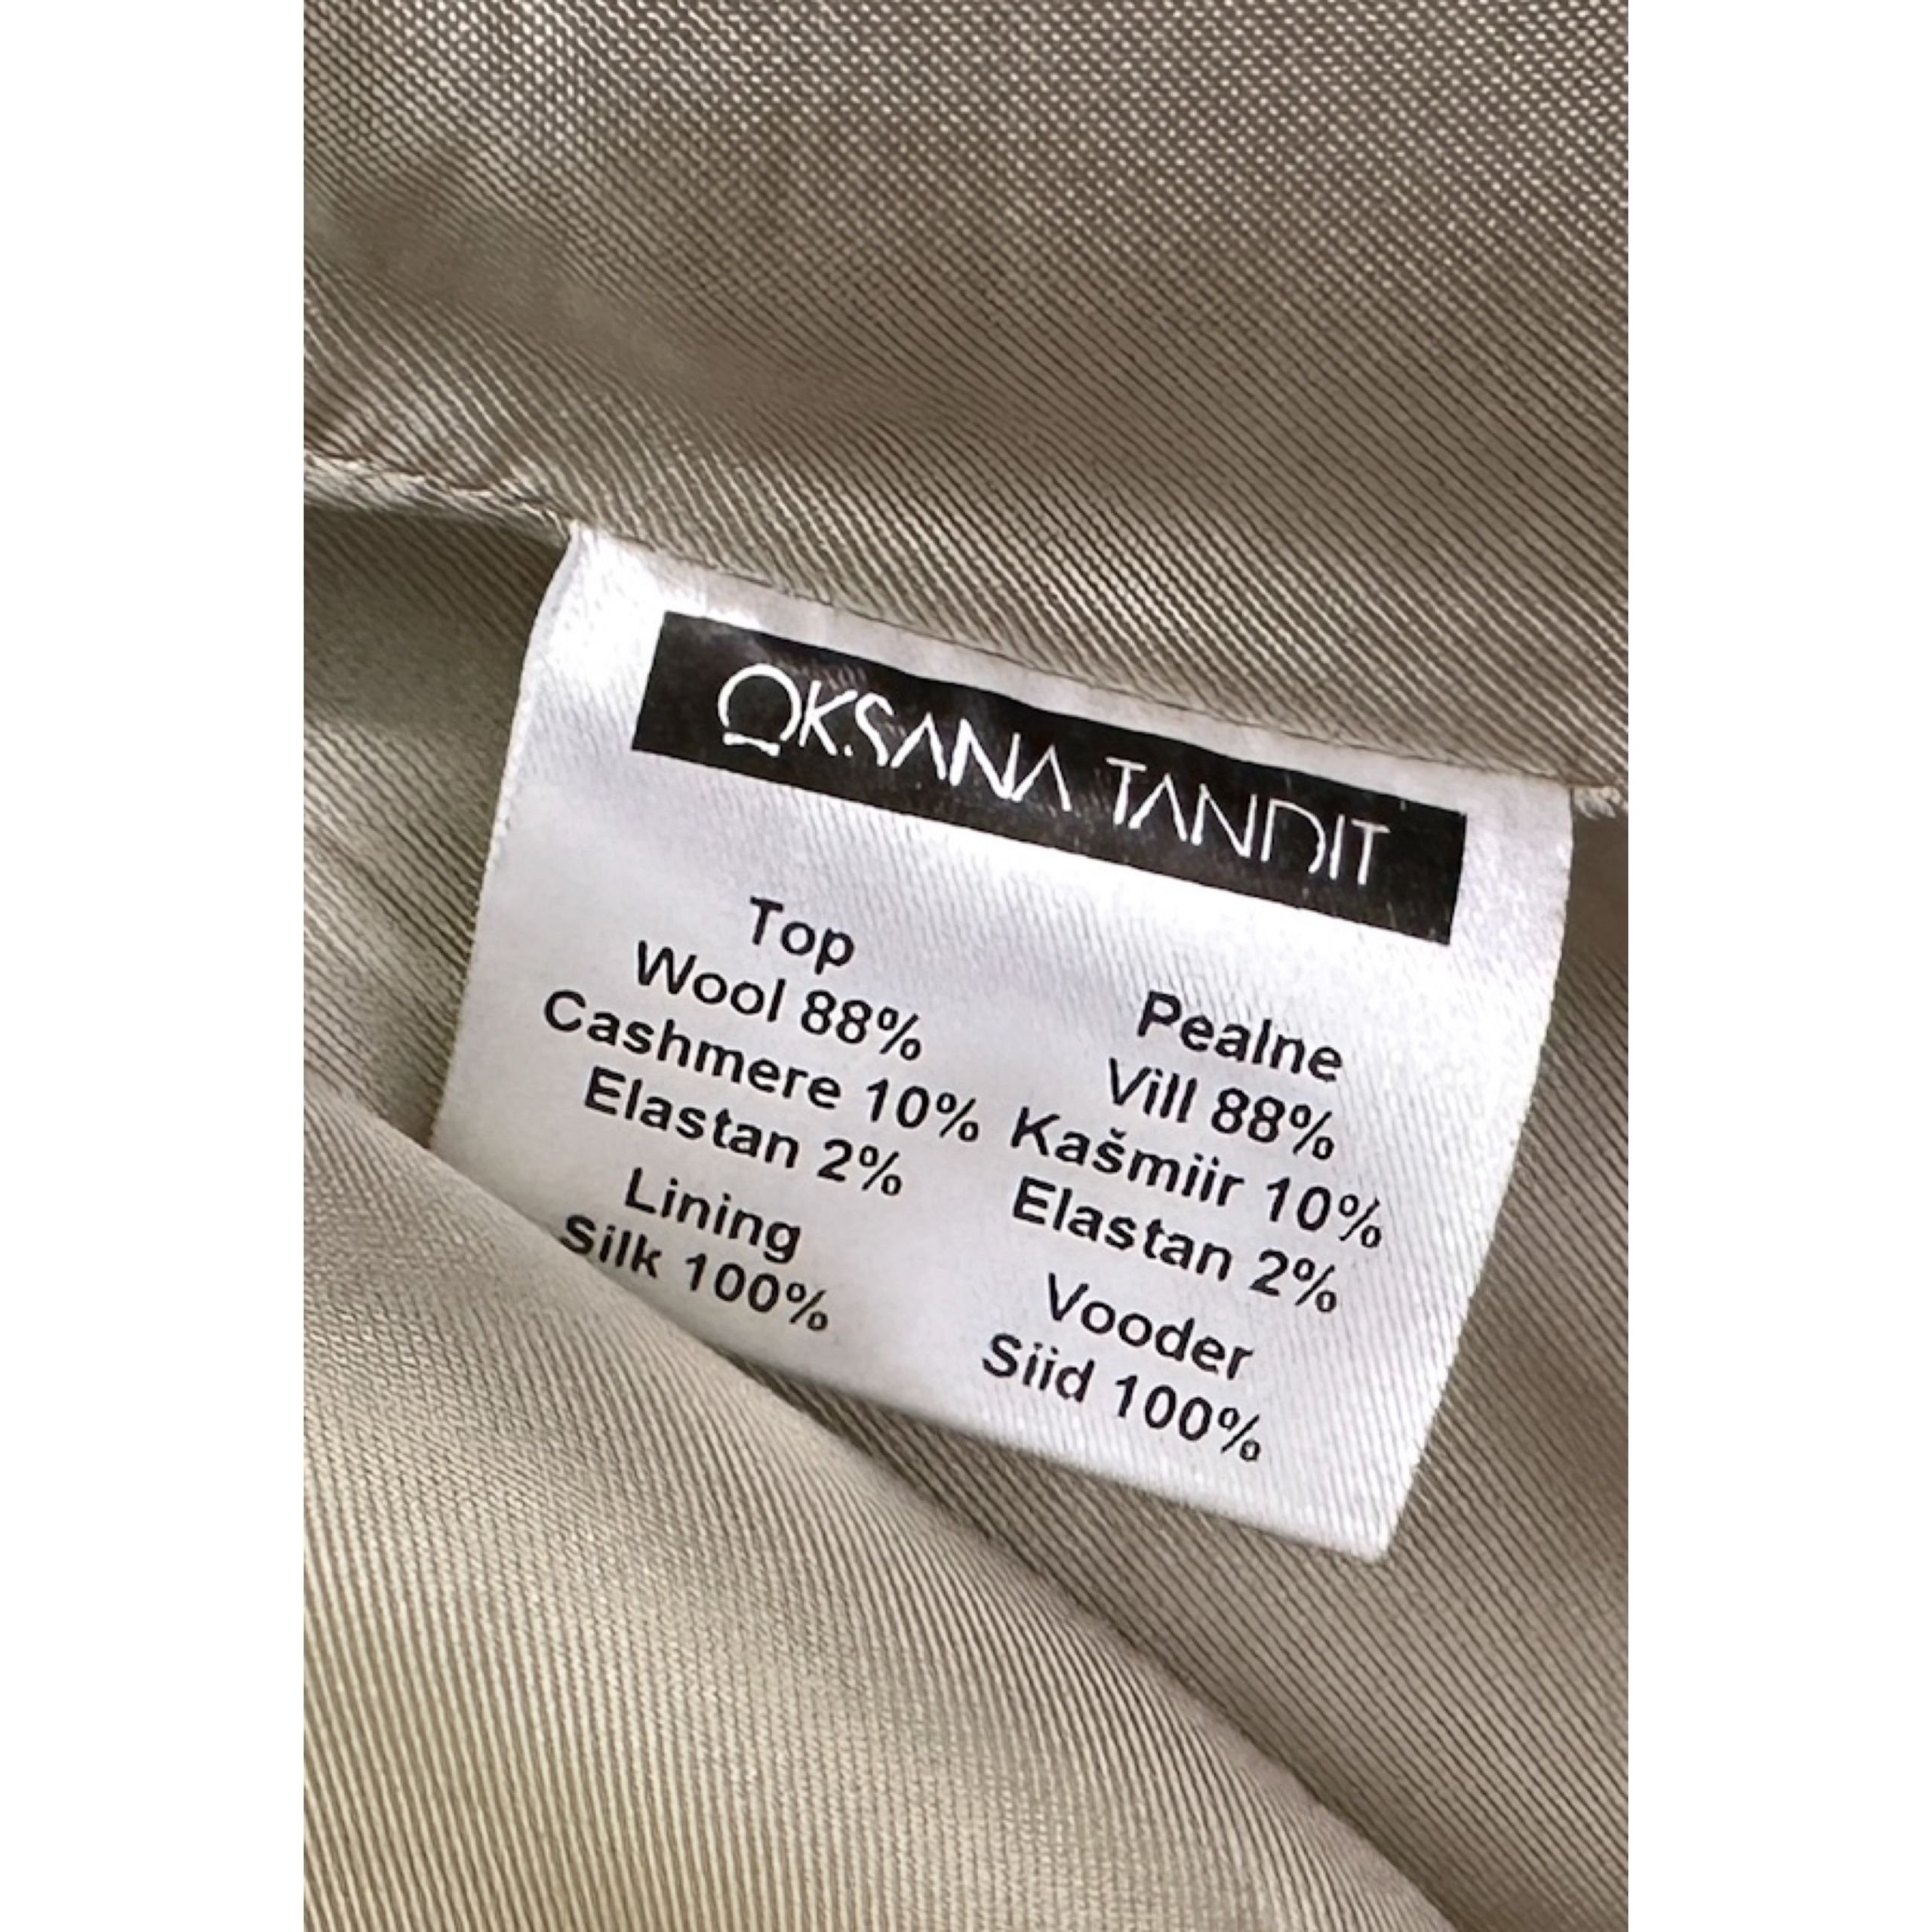 OKSANA TANDIT
Top
Wool 88%
Cashmere 10%
Elastan 2%
Lining
Silk 100%
Pealne
Vill 88%
Kašmiir 10%
Elastan 2%
Vooder
Siid 100%